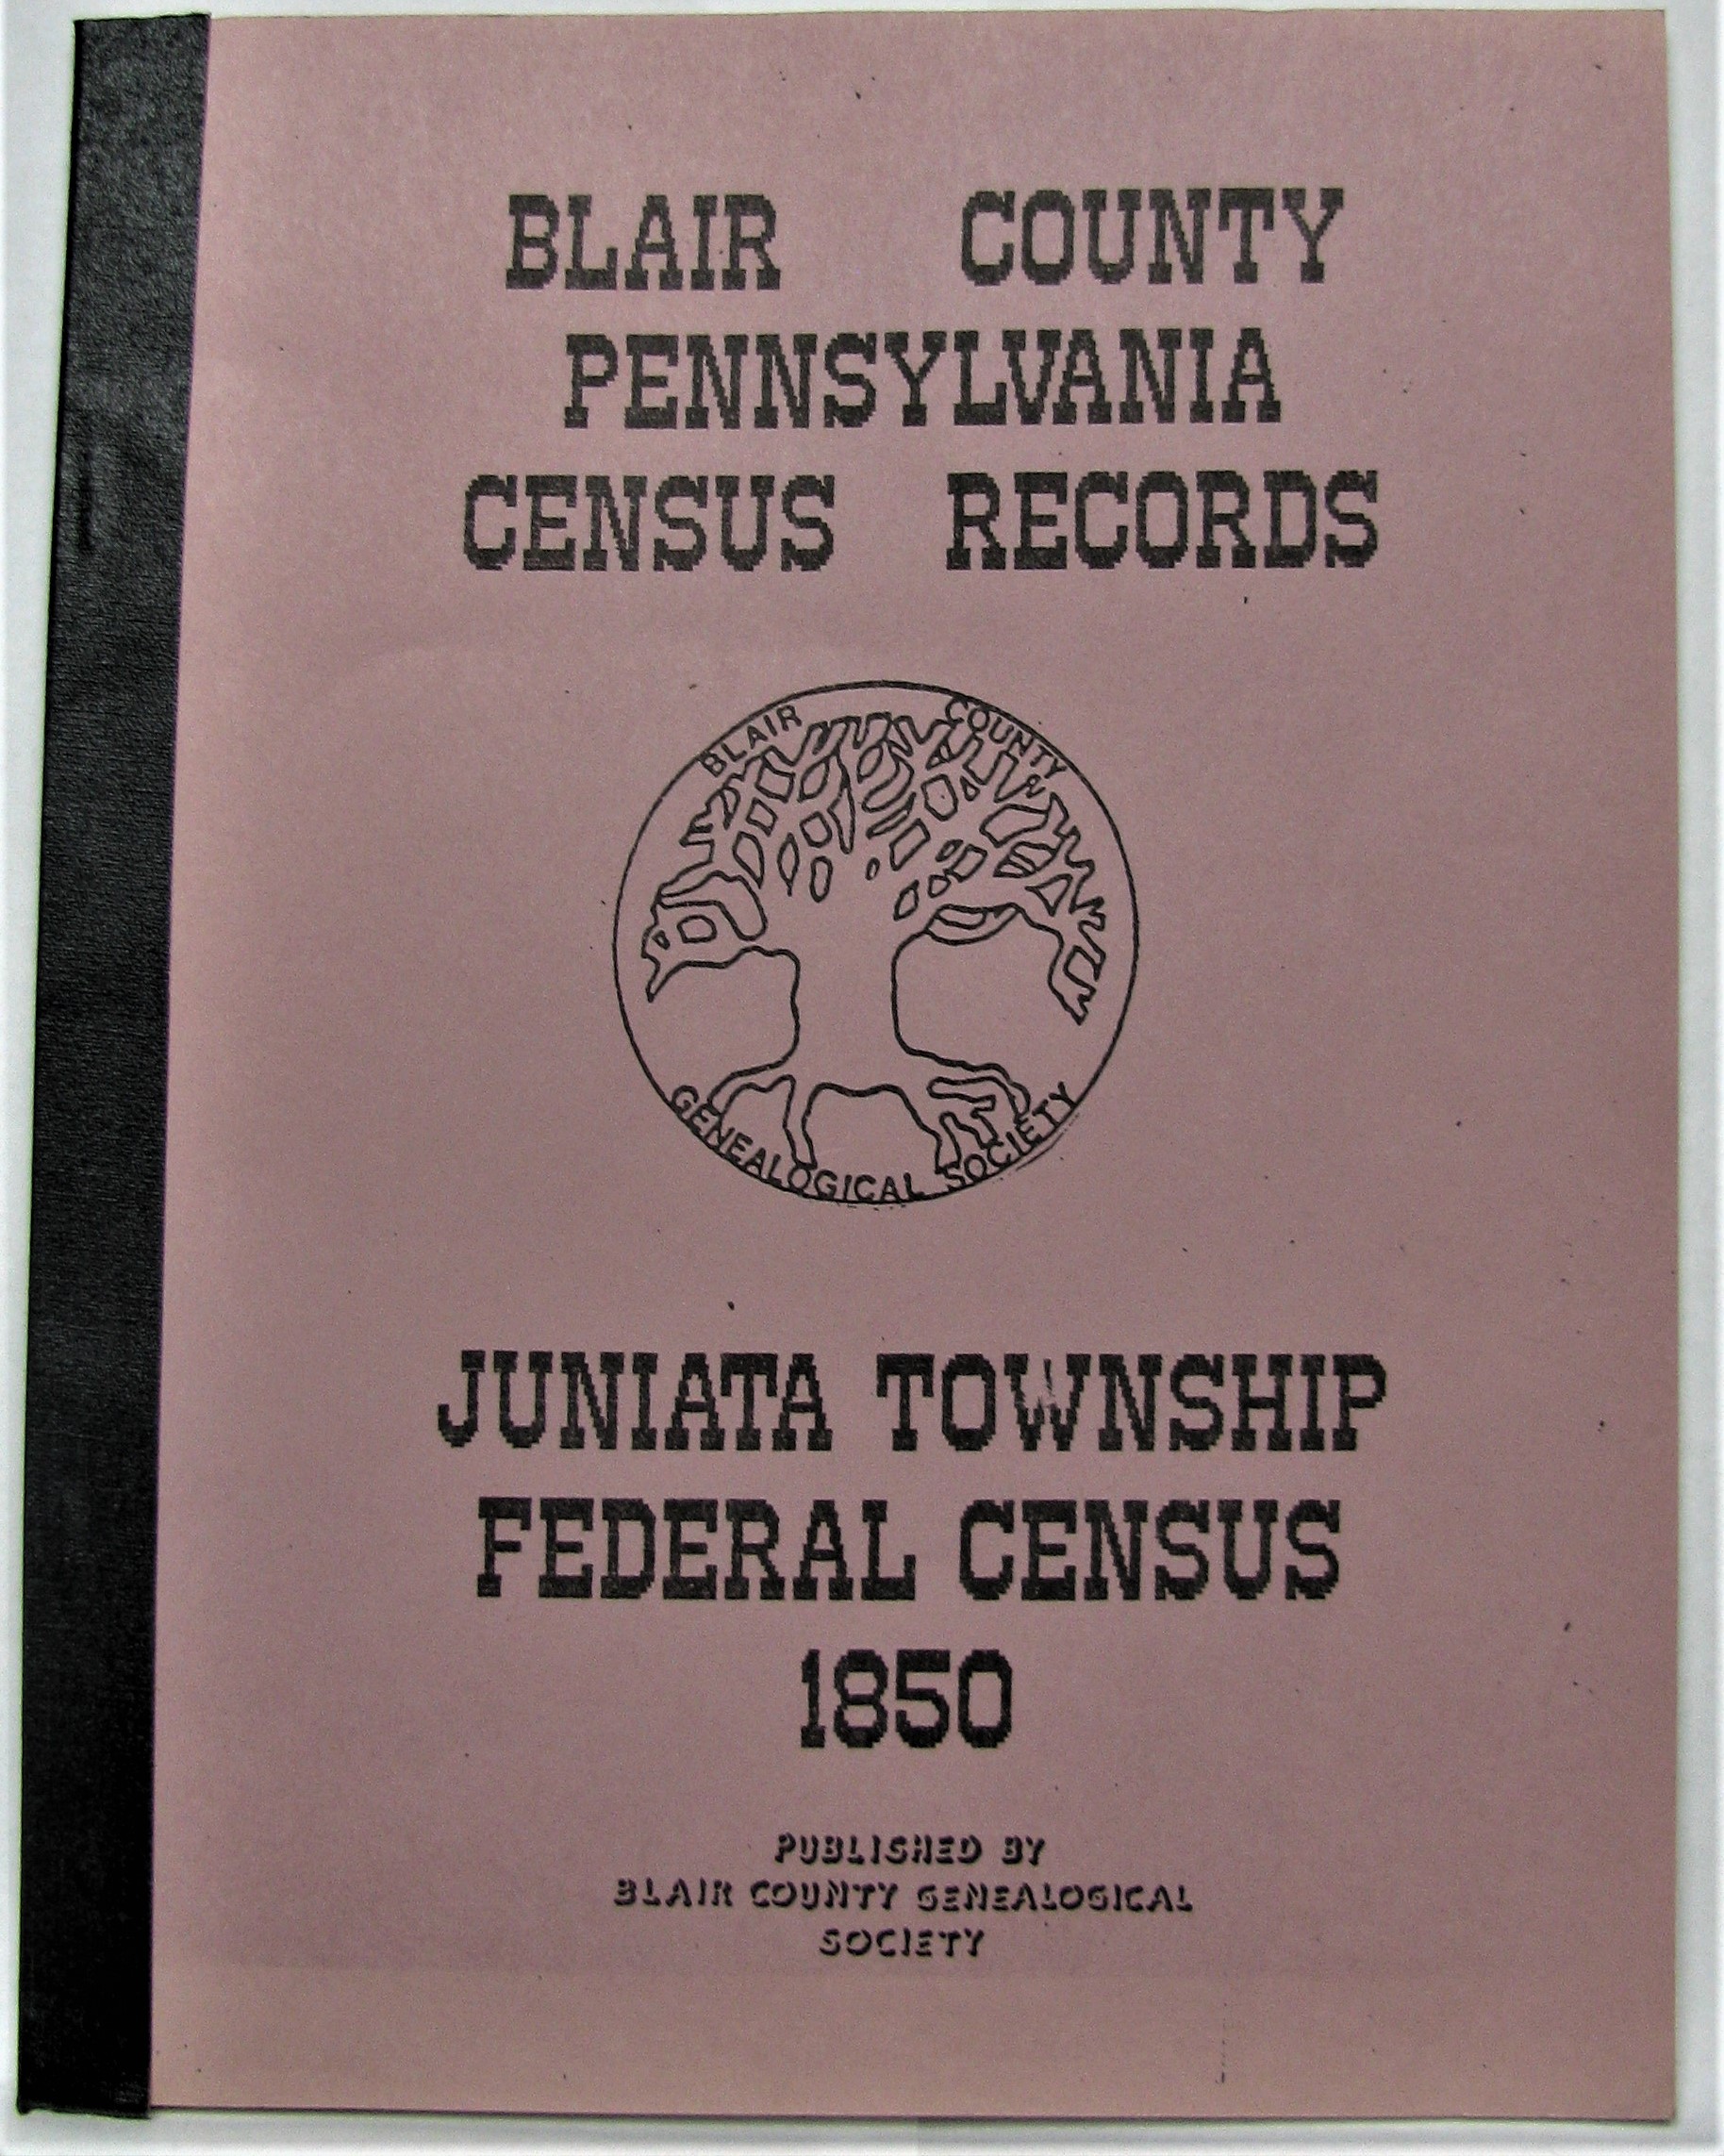 BLAIR COUNTY
PENNSYLVANIA
CENSUS RECORDS
BLAIR COUNTY
GENEALOGICAL SOCIETY
JUNIATA TOWNSHIP
FEDERAL CENSUS
1850
PUBLISHED BY
BLAIR COUNTY GENEALOGICAL
SOCIETY